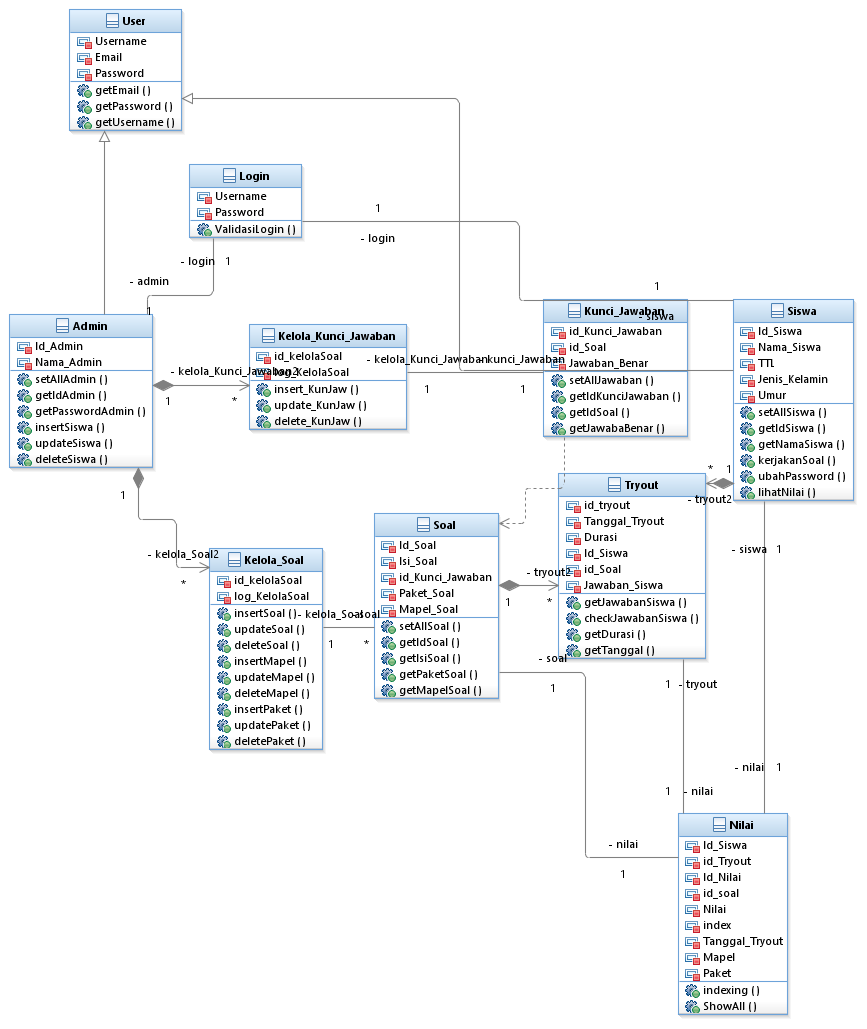 User
Username
Email
Password
getEmail ()
getPassword ()
getUsername ()
Login
Username
Password
ValidasiLogin ()
1
- login
- login 1
- admin
1
1
- siswa
Admin
Id_Admin
Nama_Admin
setAllAdmin ()
getIdAdmin ()
getPasswordAdmin ()
insertSiswa ()
updateSiswa ()
deleteSiswa ()
- kelola_Kunci_Jawaban2
1
*
Kelola_Kunci_Jawaban
id_kelolaSoal
log_KelolaSoal
insert_KunJaw ()
update_KunJaw ()
delete_KunJaw ()
- kelola_Kunci_Jawaban
- kunci_Jawaban
1
1
Kunci_Jawaban
id_Kunci_Jawaban
id_Soal
Jawaban_Benar
setAllJawaban ()
getIdKunciJawaban ()
getIdSoal ()
getJawabaBenar ()
Siswa
Id_Siswa
Nama_Siswa
TTL
Jenis_Kelamin
Umur
setAllSiswa ()
getIdSiswa ()
getNamaSiswa ()
kerjakanSoal ()
ubahPassword ()
lihatNilai ()
* 1
- tryout2
1
- kelola_Soal2
*
Kelola_Soal
id_kelolaSoal
log_KelolaSoal
insertSoal ()
updateSoal ()
deleteSoal ()
insertMapel ()
updateMapel ()
deleteMapel ()
insertPaket ()
updatePaket ()
deletePaket ()
- kelola_Soal
- soal
1
*
Soal
Id_Soal
Isi_Soal
id_Kunci_Jawaban
Paket_Soal
Mapel_Soal
setAllSoal ()
getIdSoal ()
getIsiSoal ()
getPaketSoal ()
getMapelSoal ()
- tryout2
1
*
Tryout
id_tryout
Tanggal_Tryout
Durasi
Id_Siswa
id_Soal
Jawaban_Siswa
getJawabanSiswa ()
checkJawabanSiswa ()
getDurasi ()
getTanggal ()
- siswa 1
- soal
1
1 - tryout
- nilai 1
1 - nilai
- nilai
1
Nilai
Id_Siswa
id_Tryout
Id_Nilai
id_soal
Nilai
index
Tanggal_Tryout
Mapel
Paket
indexing ()
ShowAll ()